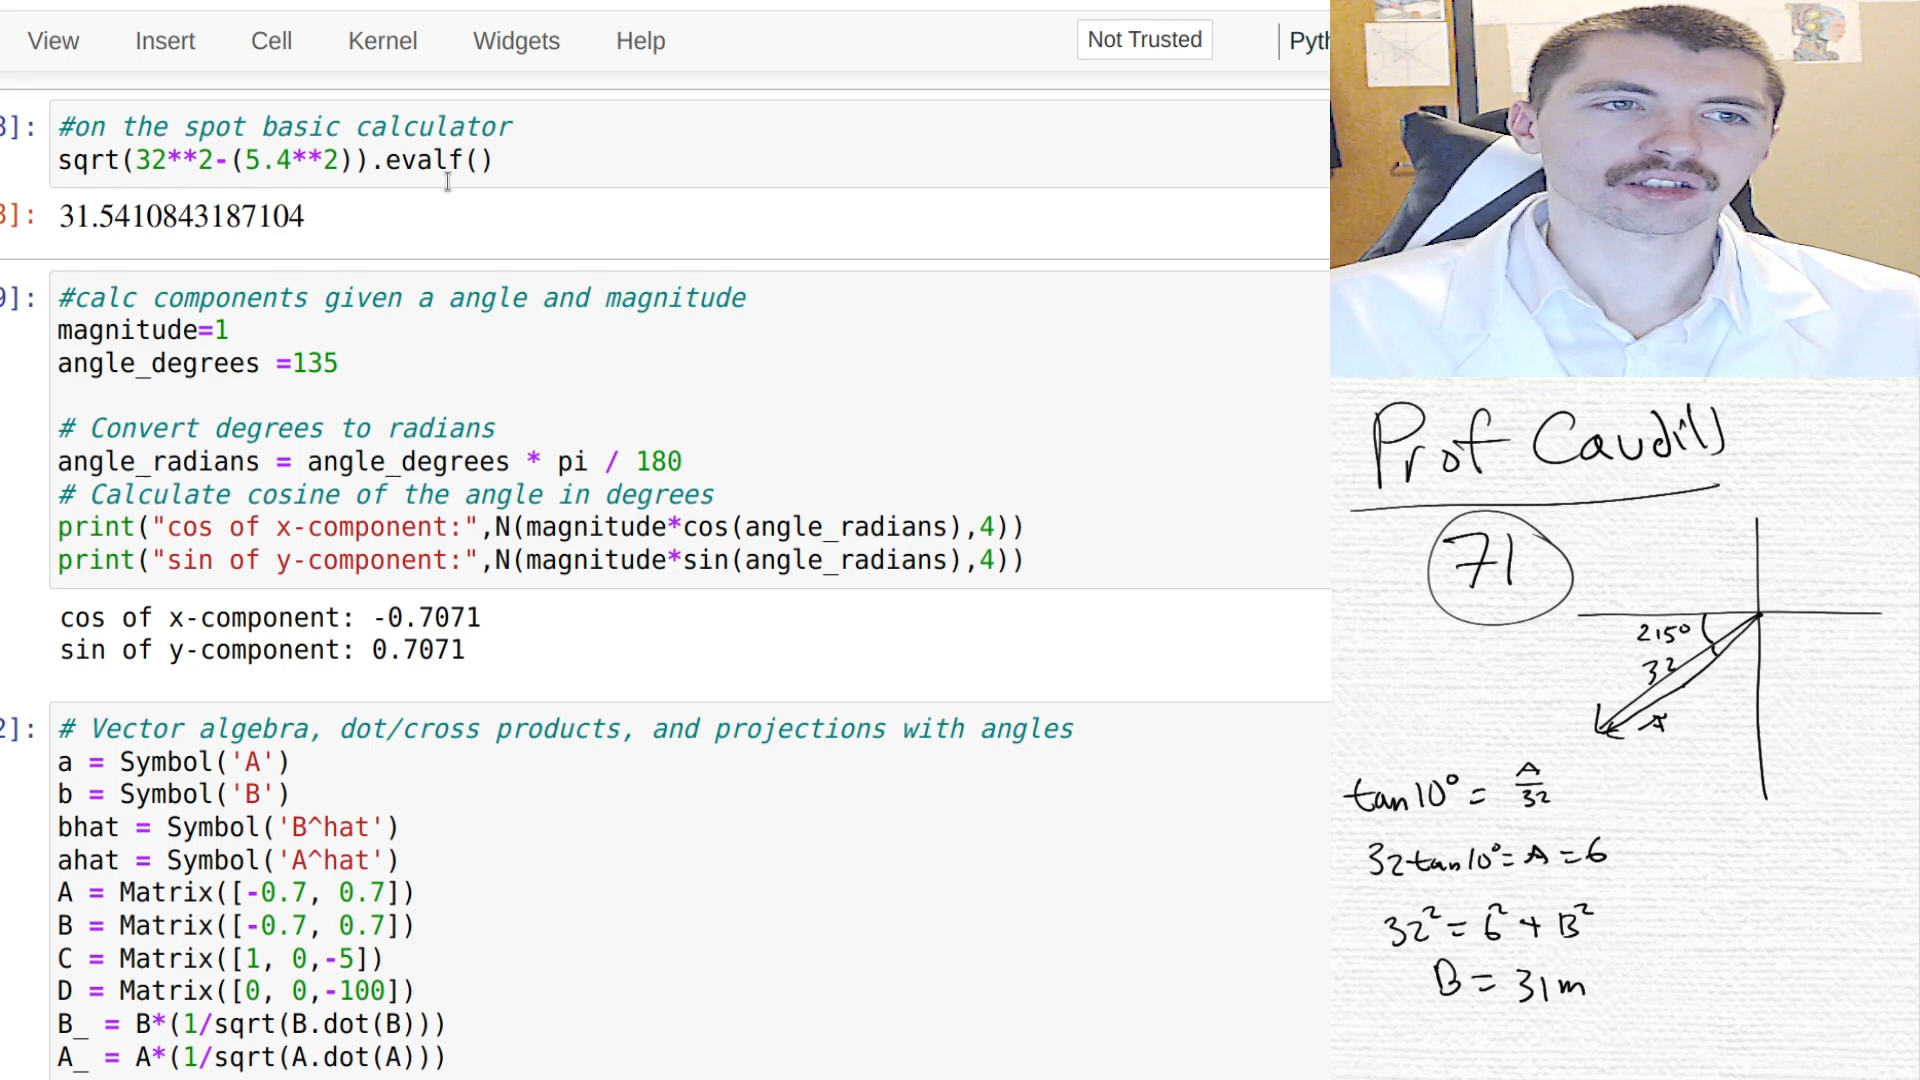 View Insert Cell Kernel Widgets Help Not Trusted Pyth
3]: #on the spot basic calculator
sqrt(32**2-(5.4**2)).evalf()
3]: 31.5410843187104
9]: #calc components given a angle and magnitude
magnitude=1
angle_degrees =135
# Convert degrees to radians
angle_radians = angle_degrees * pi / 180
# Calculate cosine of the angle in degrees
print("cos of x-component:",N(magnitude*cos(angle_radians),4))
print("sin of y-component:",N(magnitude*sin(angle_radians),4))
cos of x-component: -0.7071
sin of y-component: 0.7071
2]: # Vector algebra, dot/cross products, and projections with angles
a = Symbol('A')
b = Symbol('B')
bhat = Symbol('B^hat')
ahat = Symbol('A^hat')
A = Matrix([-0.7, 0.7])
B = Matrix([-0.7, 0.7])
C = Matrix([1, 0,-5])
D = Matrix([0, 0,-100])
B_ = B*(1/sqrt(B.dot(B)))
A_ = A*(1/sqrt(A.dot(A)))
Prof Caudill
71
215°
32
A
tan10° = A/32
32tan10° = A = 6
32² = 6² + B²
B = 31m